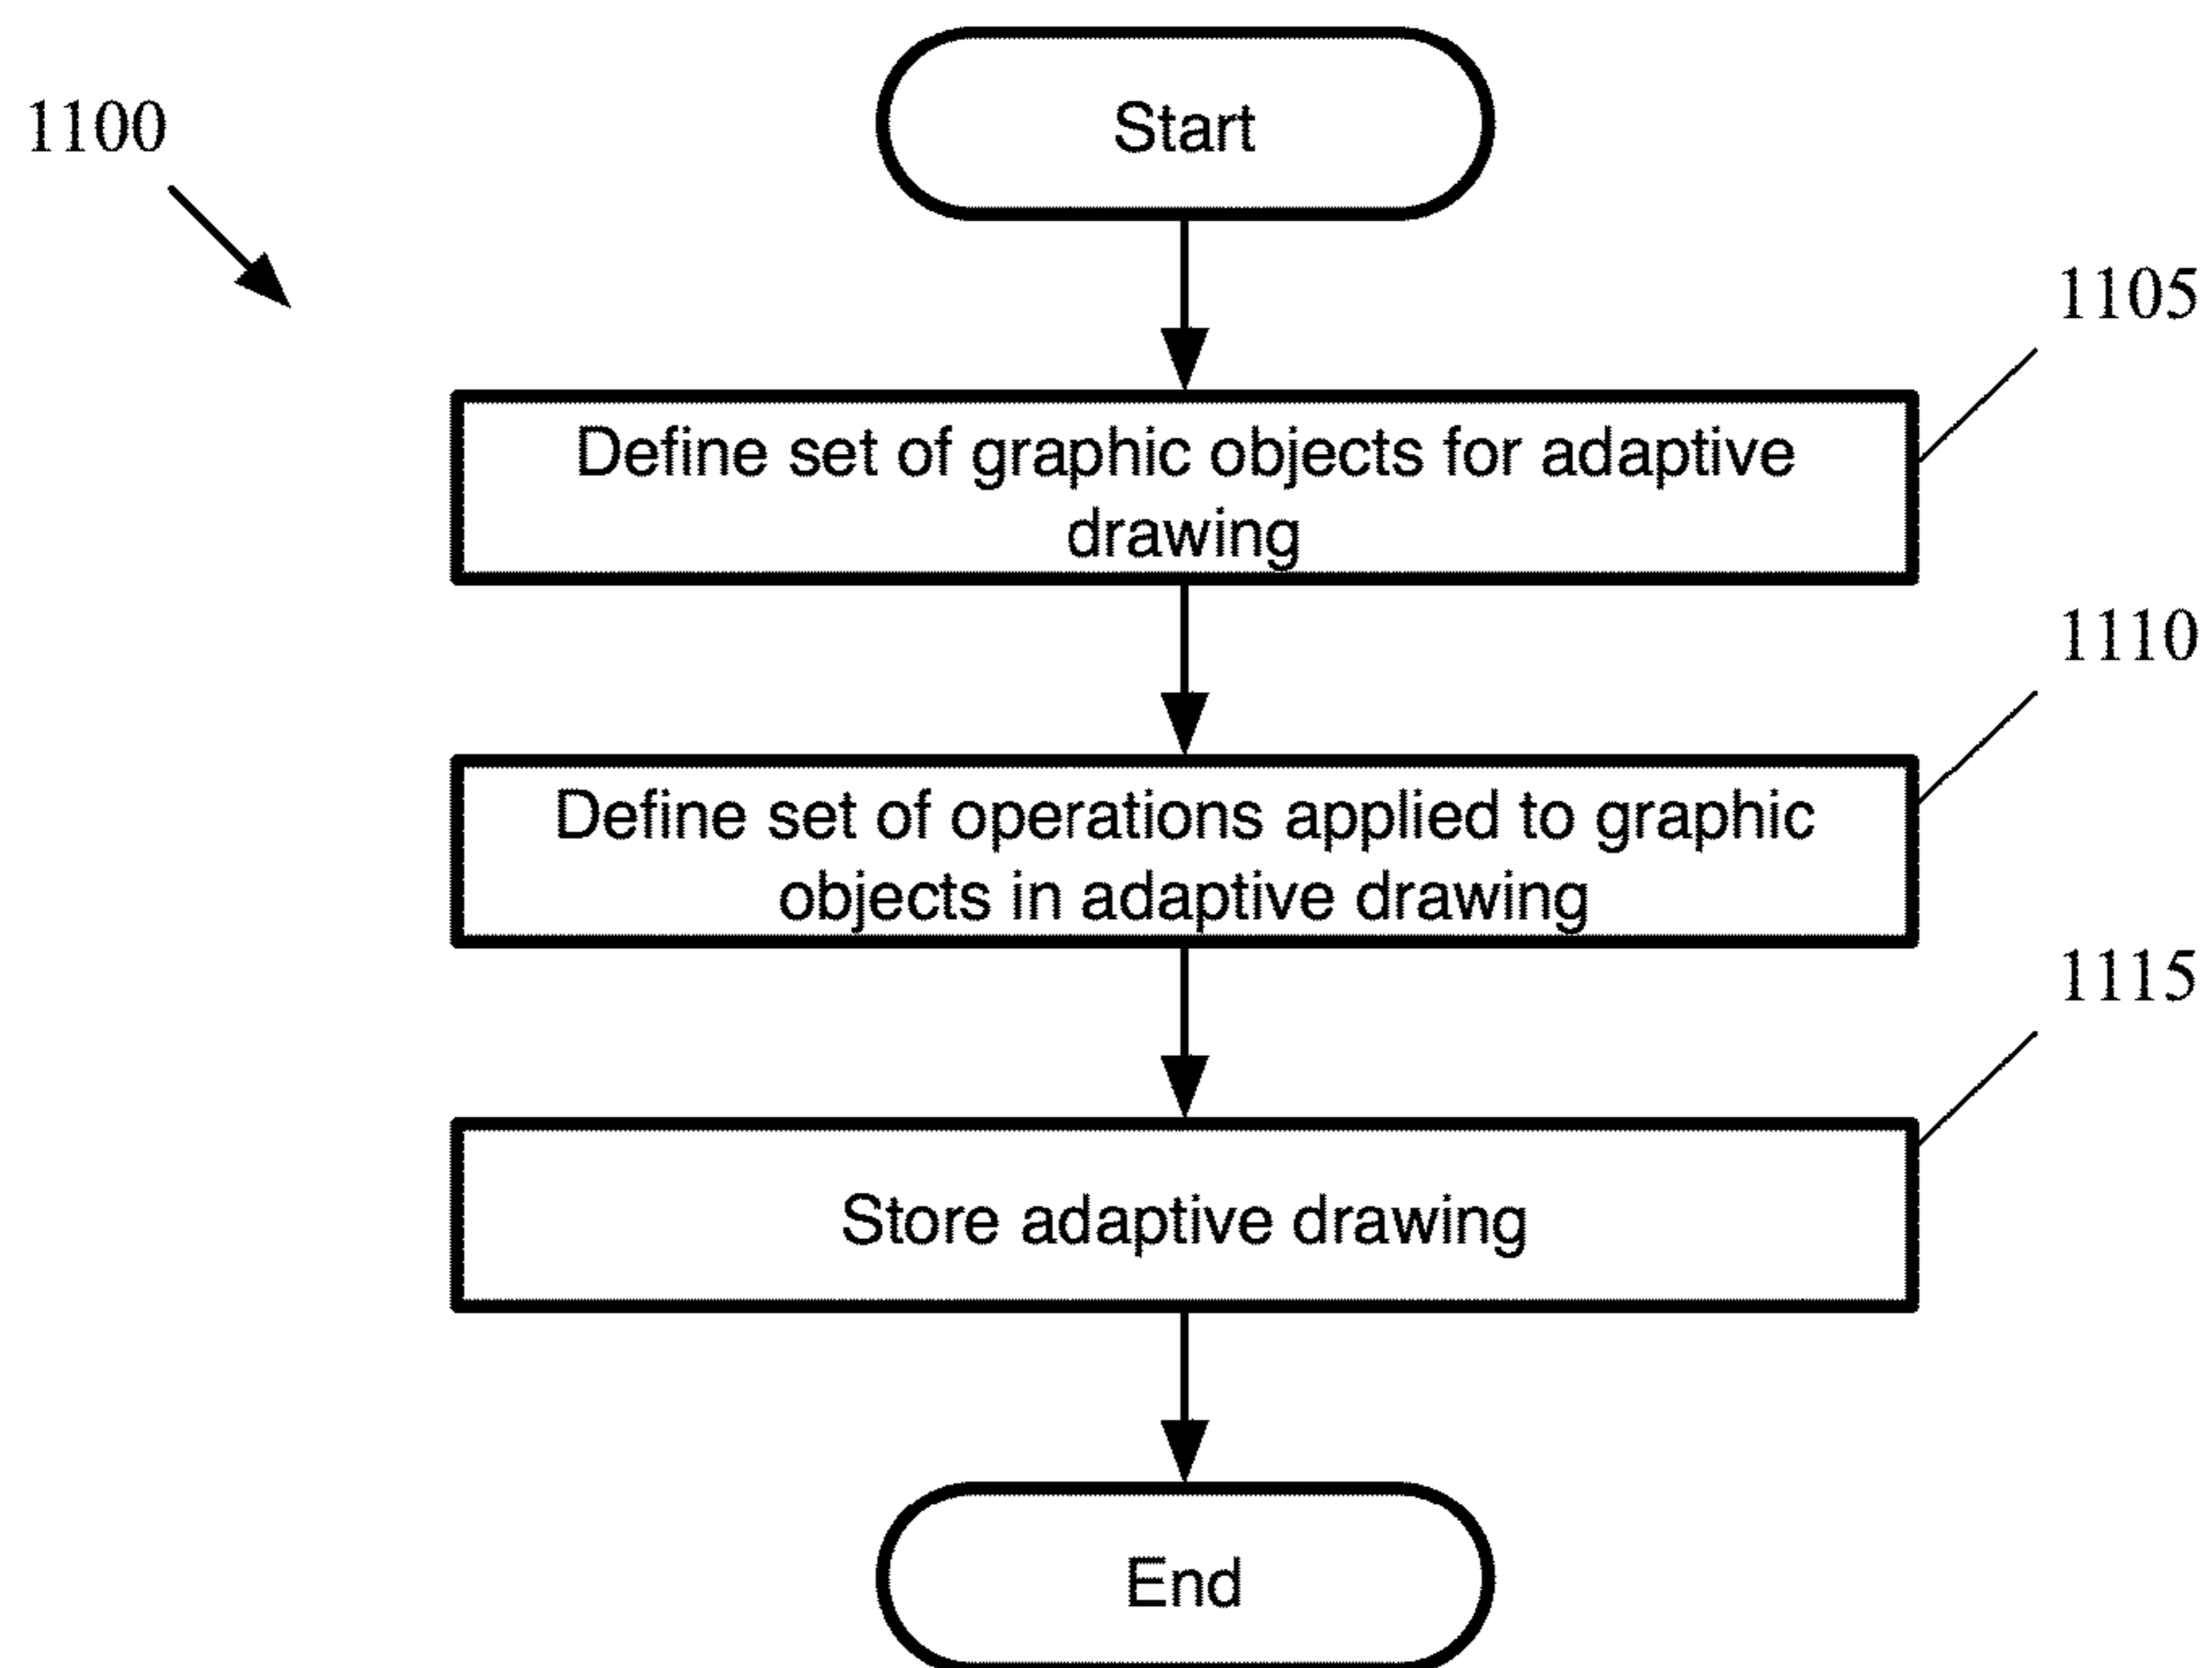 Start
1100
1105
Define set of graphic objects for adaptive
drawing
1110
Define set of operations applied to graphic
objects in adaptive drawing
1115
Store adaptive drawing
End